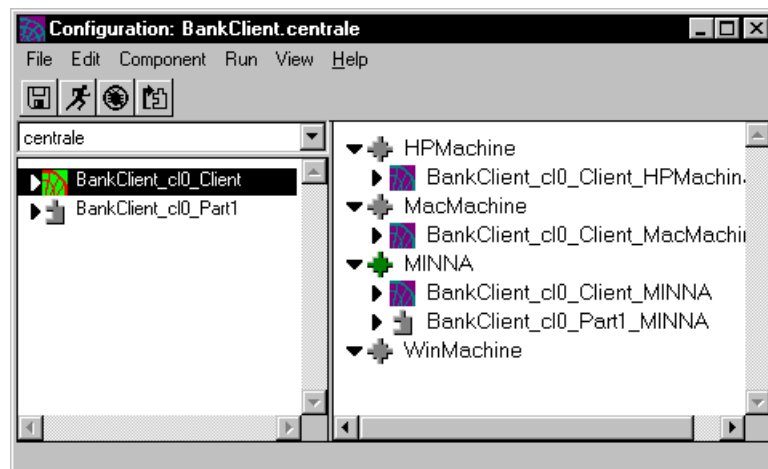 Configuration: BankClient.centrale
File Edit Component Run View Help
centrale
BankClient_cl0_Client
BankClient_cl0_Part1
HPMachine
BankClient_cl0_Client_HPMachin
MacMachine
BankClient_cl0_Client_MacMachi
MINNA
BankClient_cl0_Client_MINNA
BankClient_cl0_Part1_MINNA
WinMachine